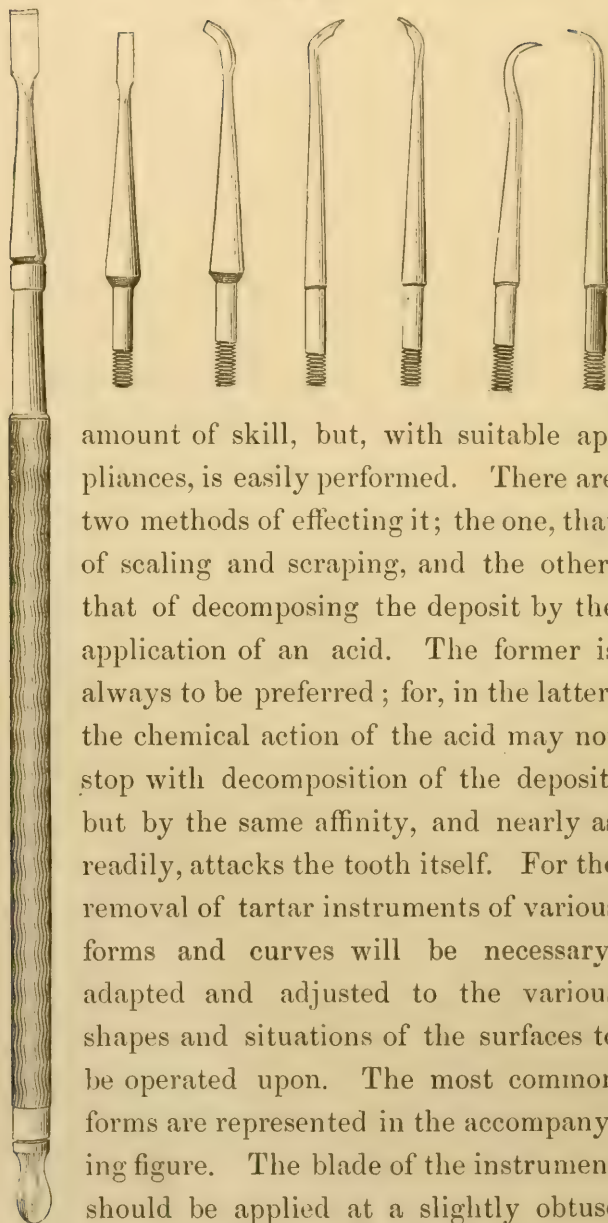 amount of skill, but, with suitable ap
pliances, is easily performed. There are
two methods of effecting it; the one, that
of scaling and scraping, and the other
that of decomposing the deposit by the
application of an acid. The former is
always to be preferred; for, in the latter
the chemical action of the acid may no
stop with decomposition of the deposit
but by the same affinity, and nearly as
readily, attacks the tooth itself. For the
removal of tartar instruments of variou
forms and curves will be necessary
adapted and adjusted to the variou
shapes and situations of the surfaces to
be operated upon. The most common
forms are represented in the accompany
ing figure. The blade of the instrumen
should be applied at a slightly obtuse